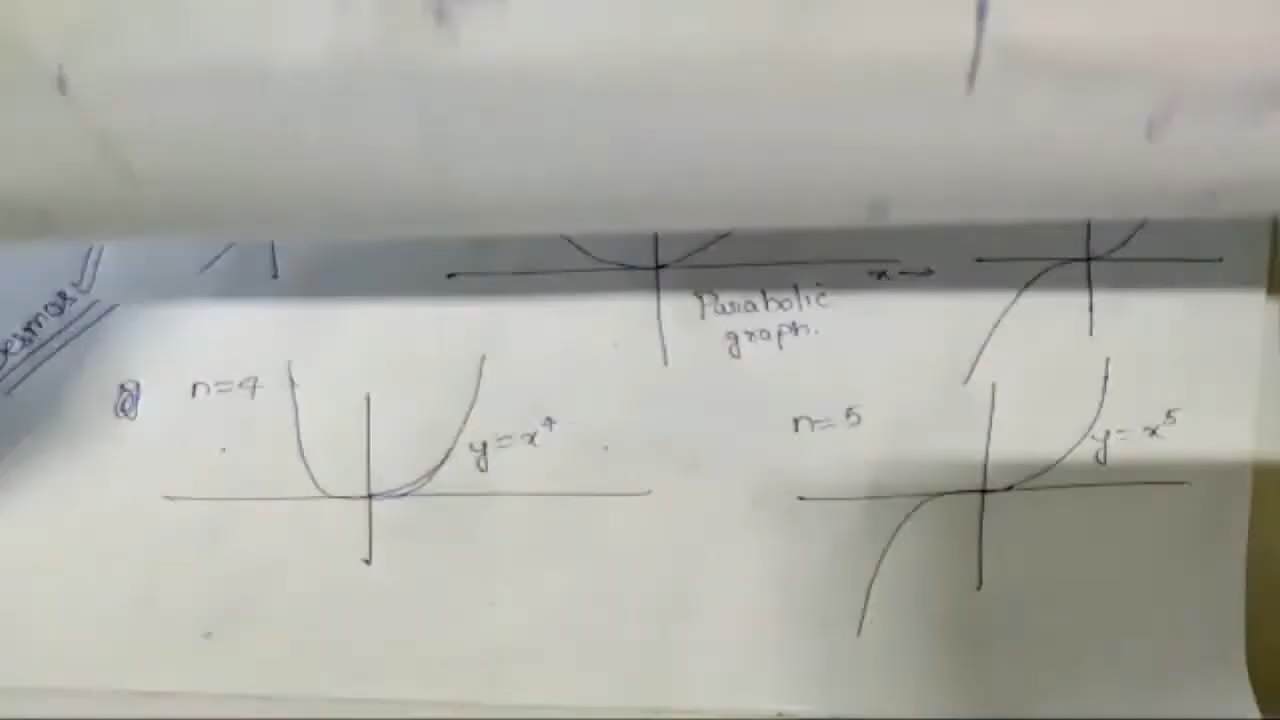 x →
Parabolic
graph.
n=4
y=x⁴
n=5
y=x⁵